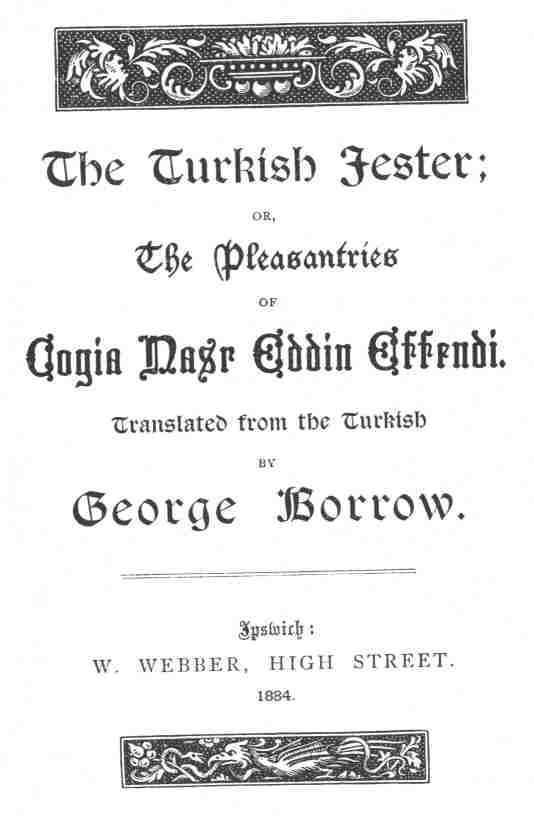 The Turkish Jester;
OR,
The Pleasantries
OF
Cogia Nasr Eddin Effendi.
Translated from the Turkish
BY
George Borrow.
Ipswich:
W. WEBBER, HIGH STREET.
1884.